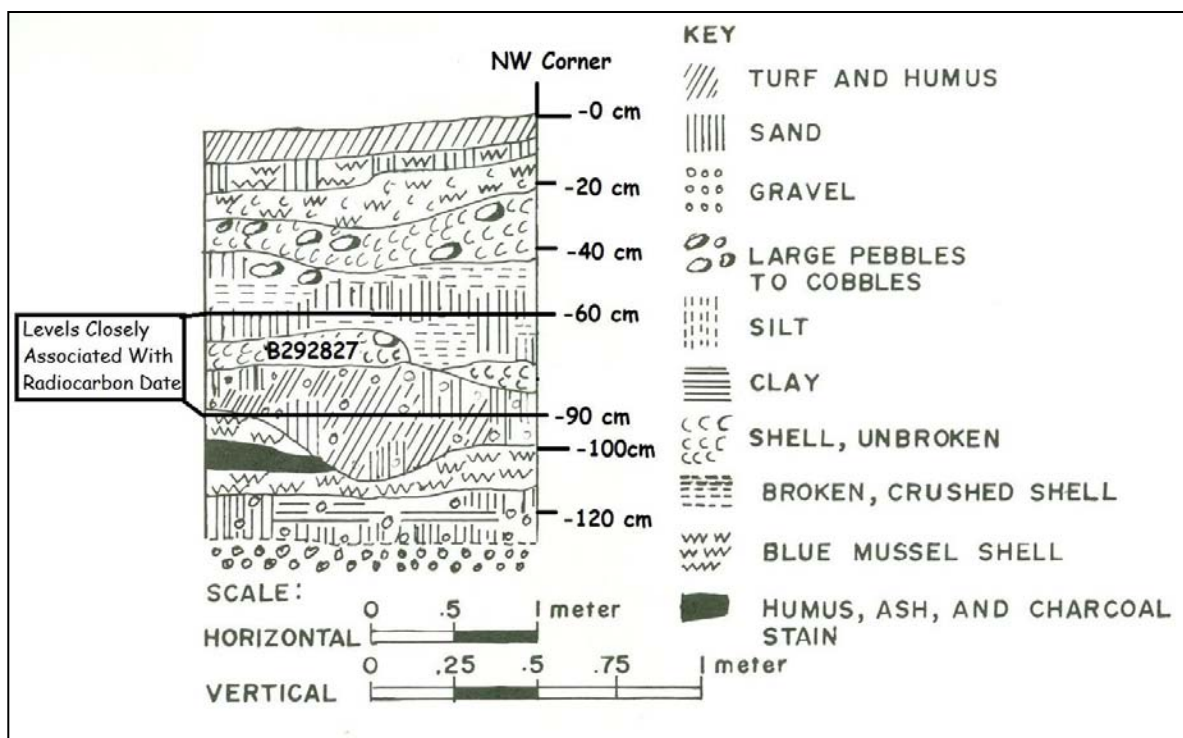 NW Corner
-0 cm
-20 cm
-40 cm
-60 cm
Levels Closely
Associated With
Radiocarbon Date
B292827
-90 cm
-100cm
-120 cm
SCALE:
0 .5 1 meter
HORIZONTAL
0 .25 .5 .75 1 meter
VERTICAL
KEY
TURF AND HUMUS
SAND
GRAVEL
LARGE PEBBLES
TO COBBLES
SILT
CLAY
SHELL, UNBROKEN
BROKEN, CRUSHED SHELL
BLUE MUSSEL SHELL
HUMUS, ASH, AND CHARCOAL
STAIN